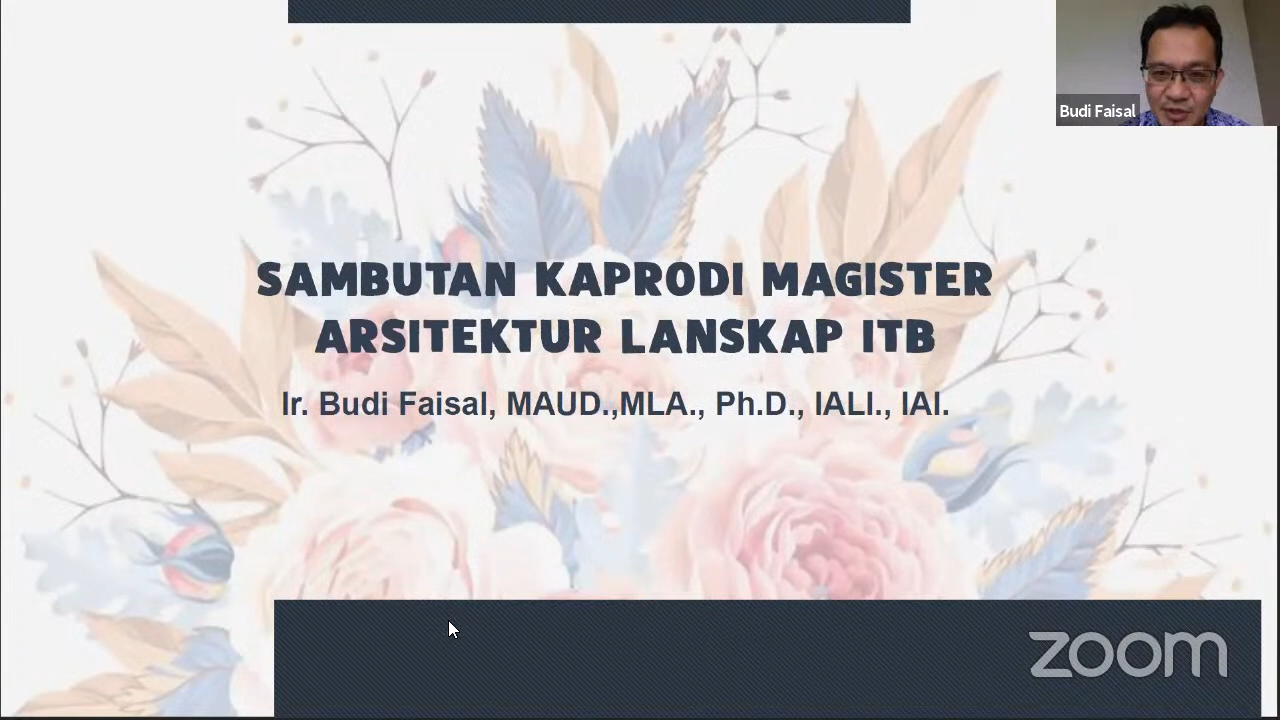 Budi Faisal
SAMBUTAN KAPRODI MAGISTER
ARSITEKTUR LANSKAP ITB
Ir. Budi Faisal, MAUD.,MLA., Ph.D., IALI., IAI.
zoom